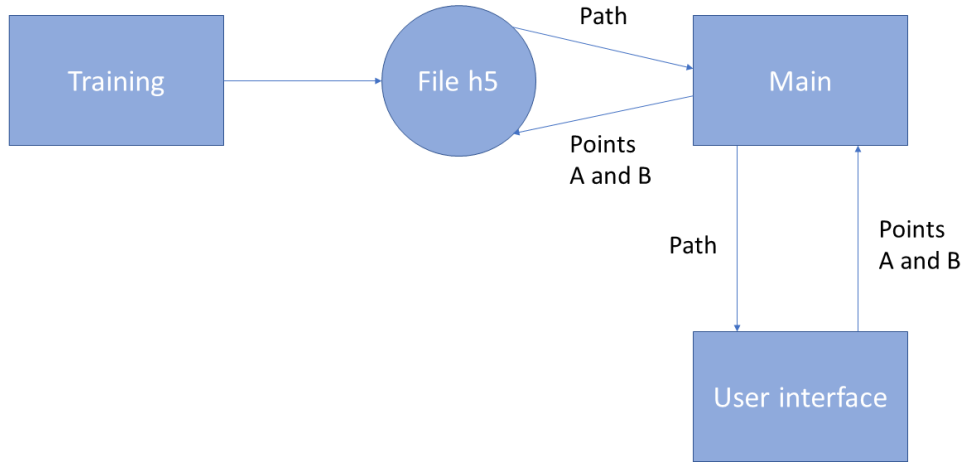 Path
Training
File h5
Main
Points
A and B
Path
Points
A and B
User interface